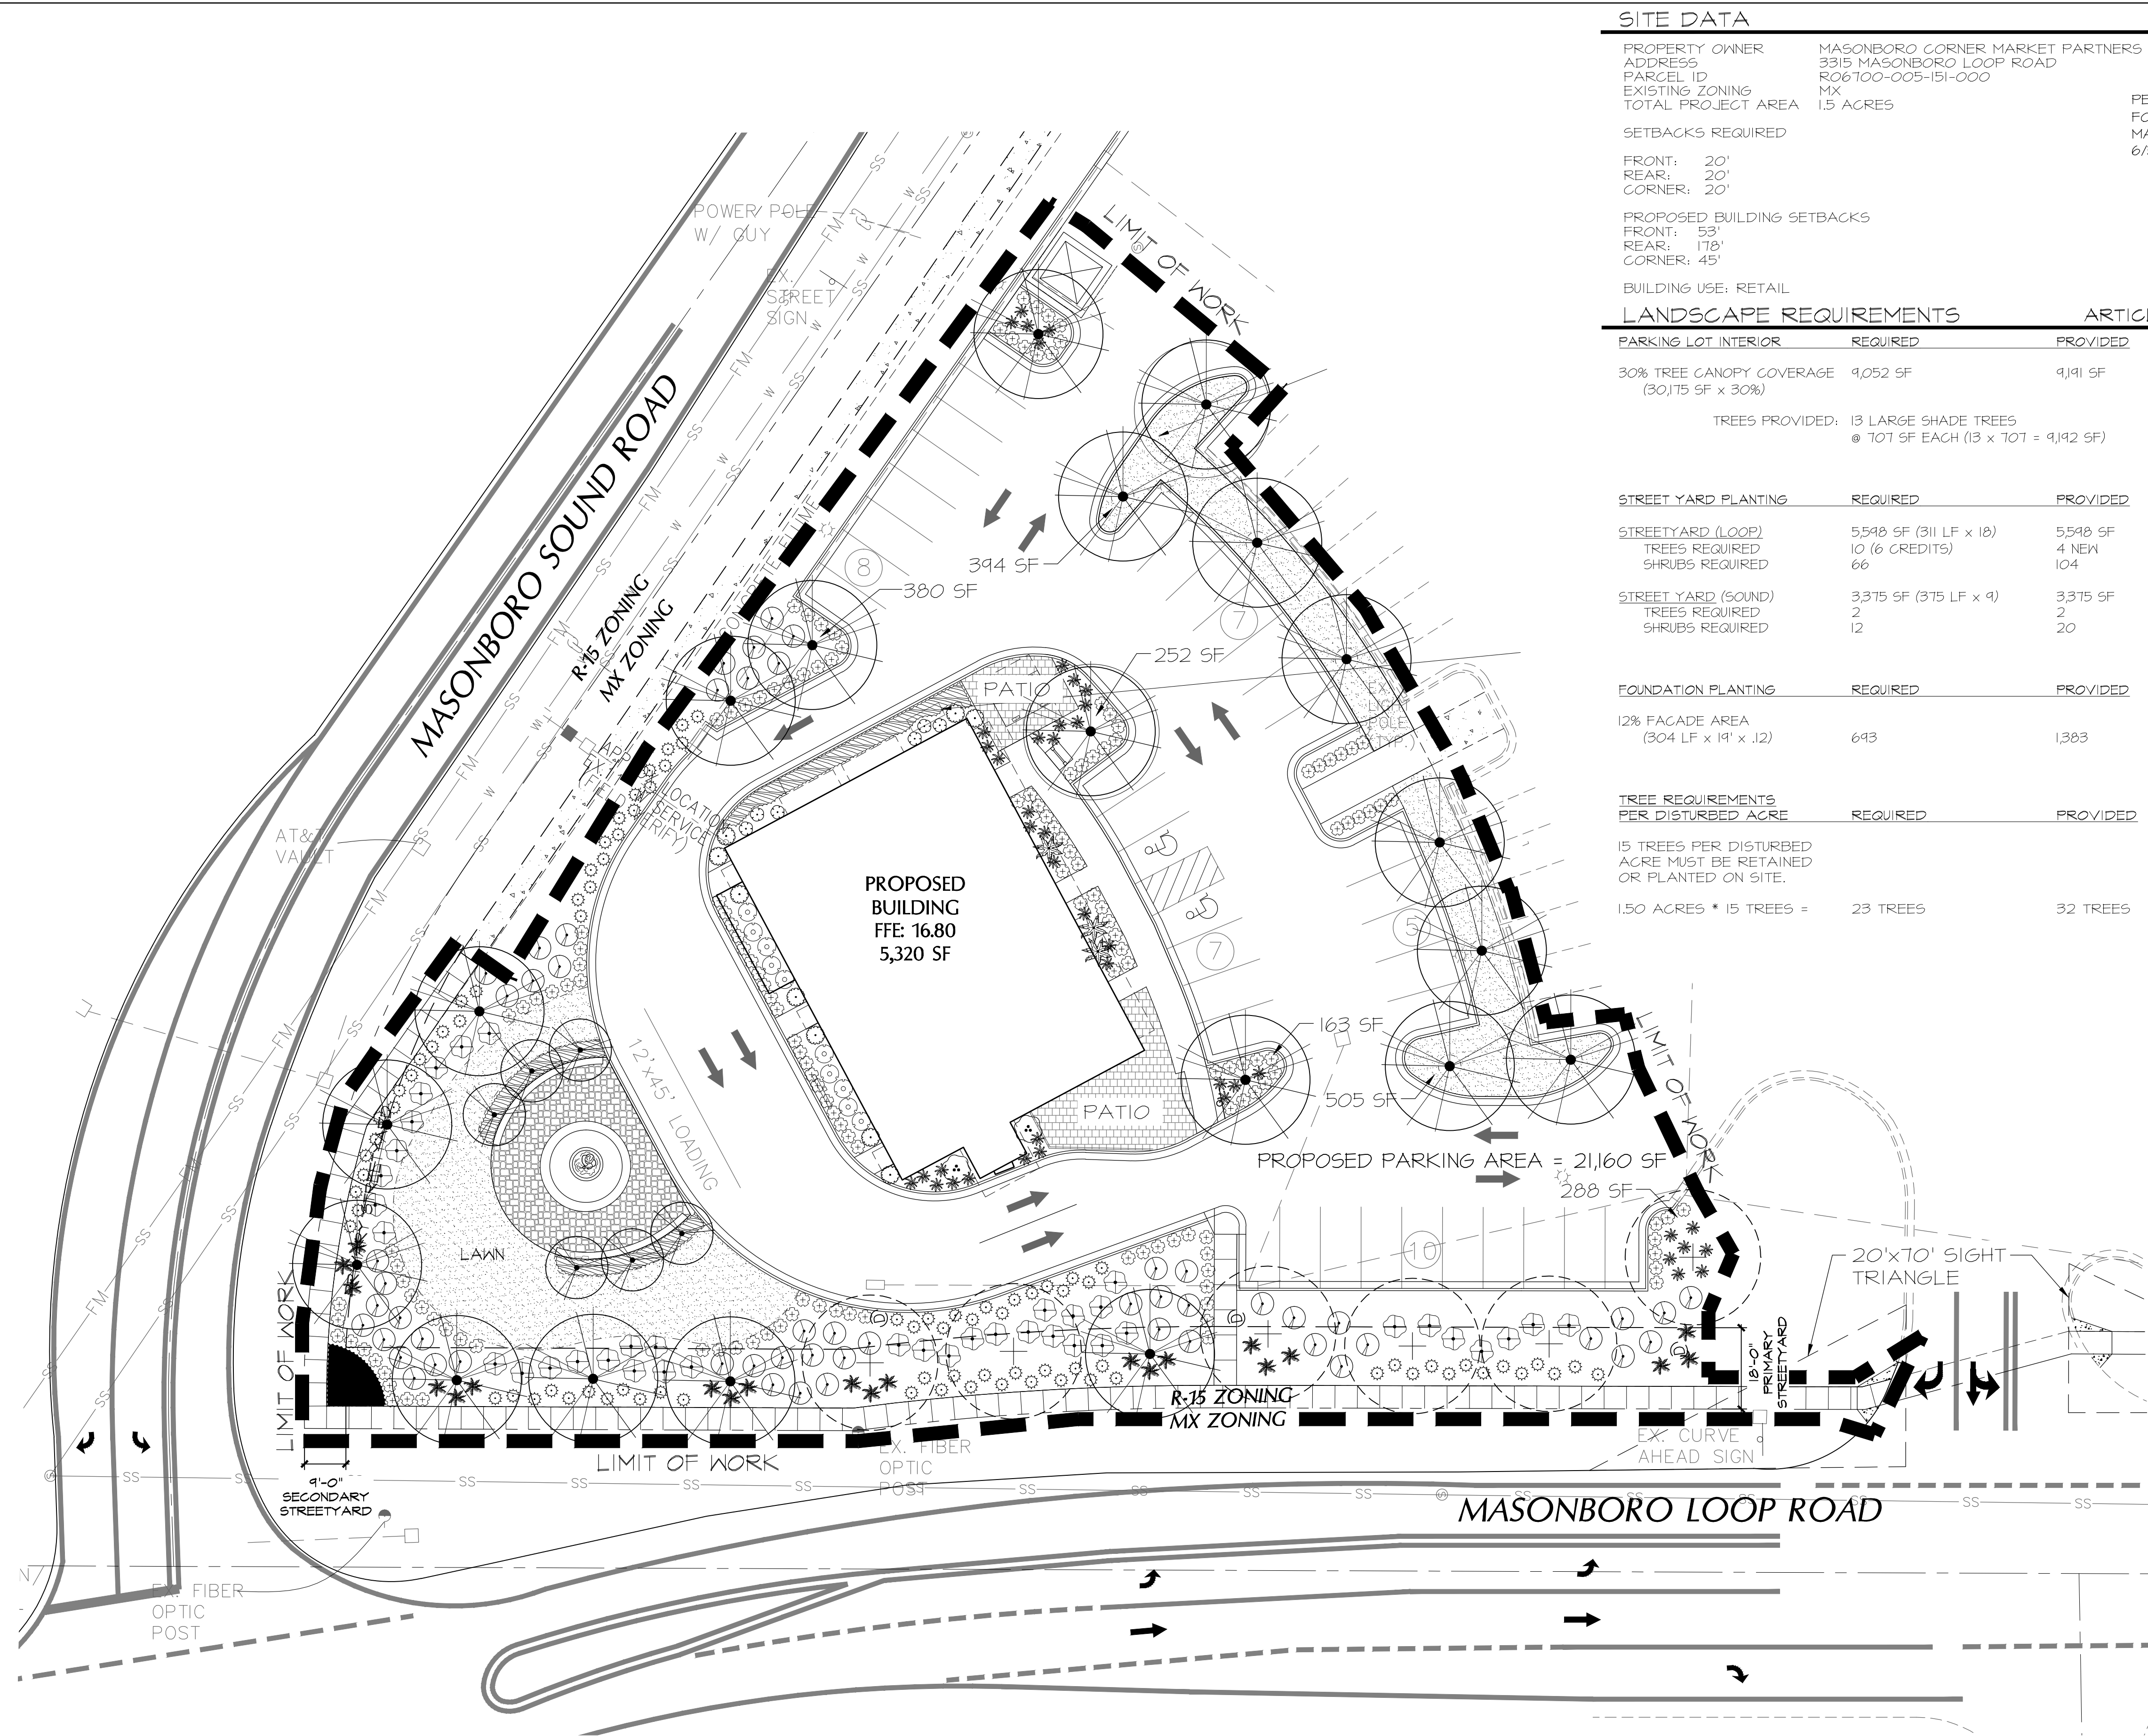 SITE DATA
PROPERTY OWNER MASONBORO CORNER MARKET PARTNERS
ADDRESS 3315 MASONBORO LOOP ROAD
PARCEL ID R06700-005-151-000
EXISTING ZONING MX
TOTAL PROJECT AREA 1.5 ACRES
SETBACKS REQUIRED
FRONT: 20'
REAR: 20'
CORNER: 20'
PROPOSED BUILDING SETBACKS
FRONT: 53'
REAR: 178'
CORNER: 45'
BUILDING USE: RETAIL
LANDSCAPE REQUIREMENTS
PARKING LOT INTERIOR REQUIRED PROVIDED
30% TREE CANOPY COVERAGE 9,052 SF 9,191 SF
(30,175 SF x 30%)
TREES PROVIDED: 13 LARGE SHADE TREES
@ 707 SF EACH (13 x 707 = 9,192 SF)
STREET YARD PLANTING REQUIRED PROVIDED
STREETYARD (LOOP) 5,598 SF (311 LF x 18) 5,598 SF
TREES REQUIRED 10 (6 CREDITS) 4 NEW
SHRUBS REQUIRED 66 104
STREET YARD (SOUND) 3,375 SF (375 LF x 9) 3,375 SF
TREES REQUIRED 2 2
SHRUBS REQUIRED 12 20
FOUNDATION PLANTING REQUIRED PROVIDED
12% FACADE AREA
(304 LF x 19' x .12) 693 1,383
TREE REQUIREMENTS
PER DISTURBED ACRE REQUIRED PROVIDED
15 TREES PER DISTURBED
ACRE MUST BE RETAINED
OR PLANTED ON SITE.
1.50 ACRES * 15 TREES = 23 TREES 32 TREES
POWER POLE
W/ GUY
EX.
STREET
SIGN
LIMIT OF WORK
MASONBORO SOUND ROAD
R-15 ZONING
MX ZONING
8
380 SF
394 SF
7
252 SF
PATIO
AT&T
VAULT
PROPOSED
BUILDING
FFE: 16.80
5,320 SF
7
5
12'x45' LOADING
163 SF
505 SF
PATIO
LIMIT OF WORK
PROPOSED PARKING AREA = 21,160 SF
288 SF
10
LAWN
20'x70' SIGHT
TRIANGLE
LIMIT OF WORK
18'-0"
PRIMARY
STREETYARD
R-15 ZONING
MX ZONING
LIMIT OF WORK
EX. FIBER
OPTIC
POST
EX. CURVE
AHEAD SIGN
9'-0"
SECONDARY
STREETYARD
MASONBORO LOOP ROAD
EX. FIBER
OPTIC
POST